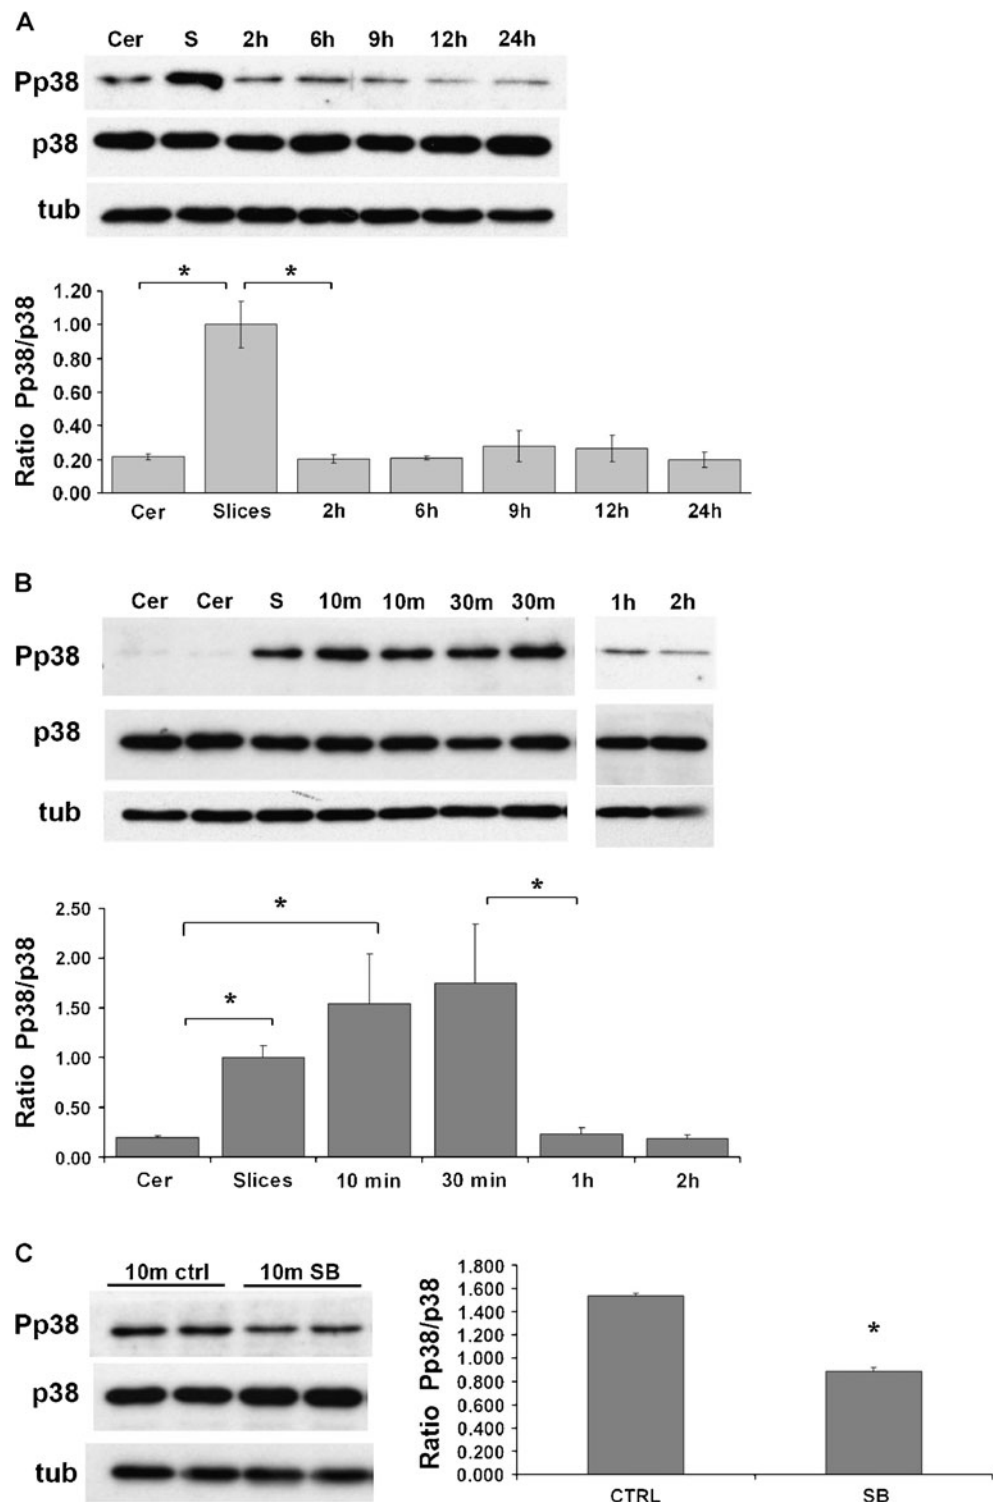 A
Cer S 2h 6h 9h 12h 24h
Pp38
p38
tub
* *
Ratio Pp38/p38
1.20
1.00
0.80
0.60
0.40
0.20
0.00
Cer Slices 2h 6h 9h 12h 24h
B
Cer Cer S 10m 10m 30m 30m 1h 2h
Pp38
p38
tub
*
*
*
Ratio Pp38/p38
2.50
2.00
1.50
1.00
0.50
0.00
Cer Slices 10 min 30 min 1h 2h
C
10m ctrl 10m SB
Pp38
p38
tub
Ratio Pp38/p38
1.800
1.600
1.400
1.200
1.000
0.800
0.600
0.400
0.200
0.000
*
CTRL SB